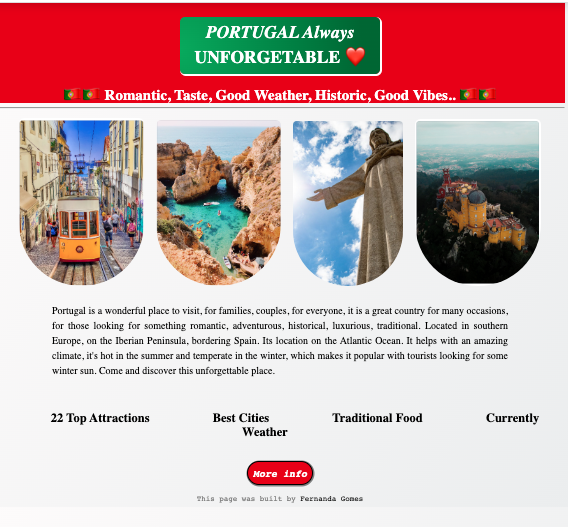 PORTUGAL Always
UNFORGETABLE ❤️
🇵🇹🇵🇹 Romantic, Taste, Good Weather, Historic, Good Vibes.. 🇵🇹🇵🇹
Portugal is a wonderful place to visit, for families, couples, for everyone, it is a great country for many occasions,
for those looking for something romantic, adventurous, historical, luxurious, traditional. Located in southern
Europe, on the Iberian Peninsula, bordering Spain. Its location on the Atlantic Ocean. It helps with an amazing
climate, it's hot in the summer and temperate in the winter, which makes it popular with tourists looking for some
winter sun. Come and discover this unforgetable place.
22 Top Attractions Best Cities Traditional Food Currently
Weather
More info
This page was built by Fernanda Gomes